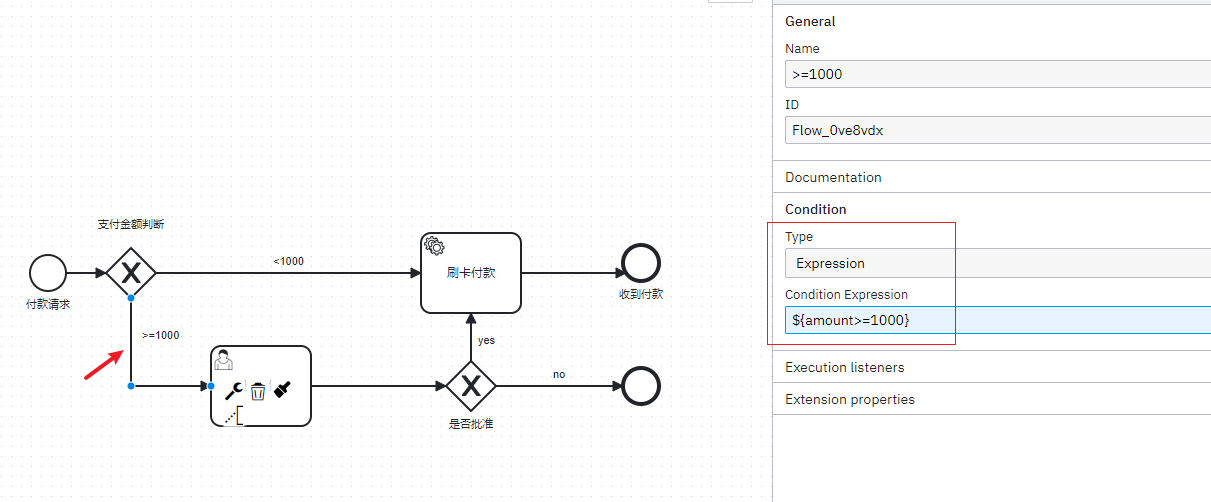 支付金额判断
<1000
刷卡付款
付款请求
收到付款
>=1000
yes
no
是否批准
General
Name
>=1000
ID
Flow_0ve8vdx
Documentation
Condition
Type
Expression
Condition Expression
${amount>=1000}
Execution listeners
Extension properties